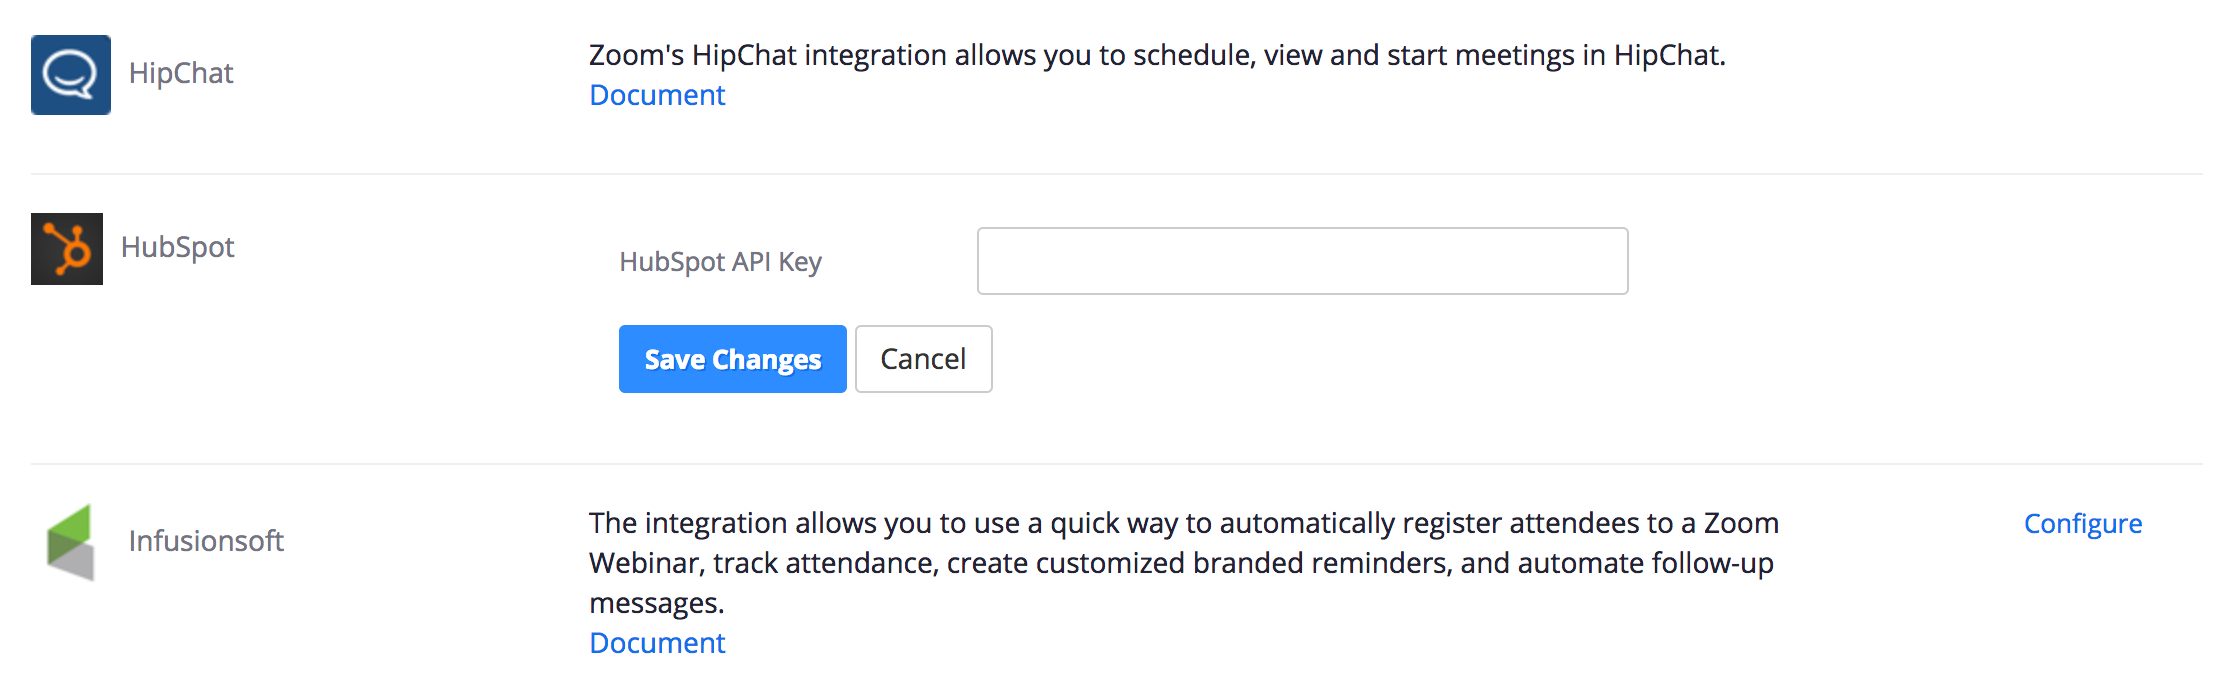 HipChat
Zoom's HipChat integration allows you to schedule, view and start meetings in HipChat.
Document
HubSpot
HubSpot API Key
Save Changes
Cancel
Infusionsoft
The integration allows you to use a quick way to automatically register attendees to a Zoom
Webinar, track attendance, create customized branded reminders, and automate follow-up
messages.
Document
Configure